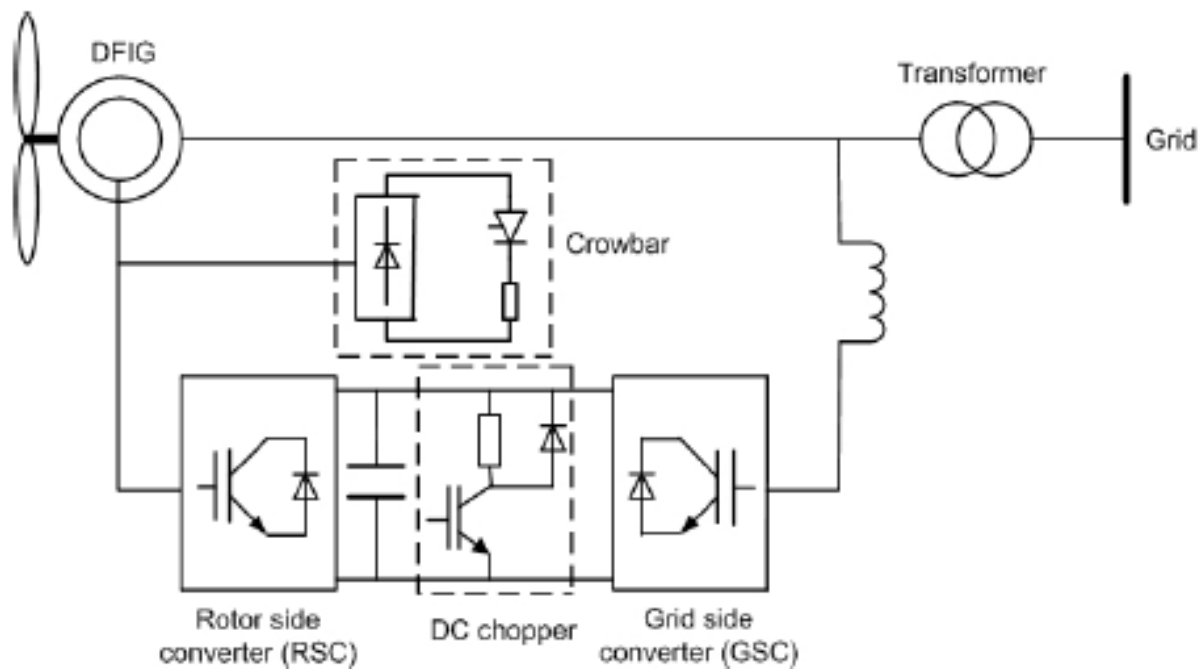 DFIG
Transformer
Grid
Crowbar
Rotor side
converter (RSC)
DC chopper
Grid side
converter (GSC)